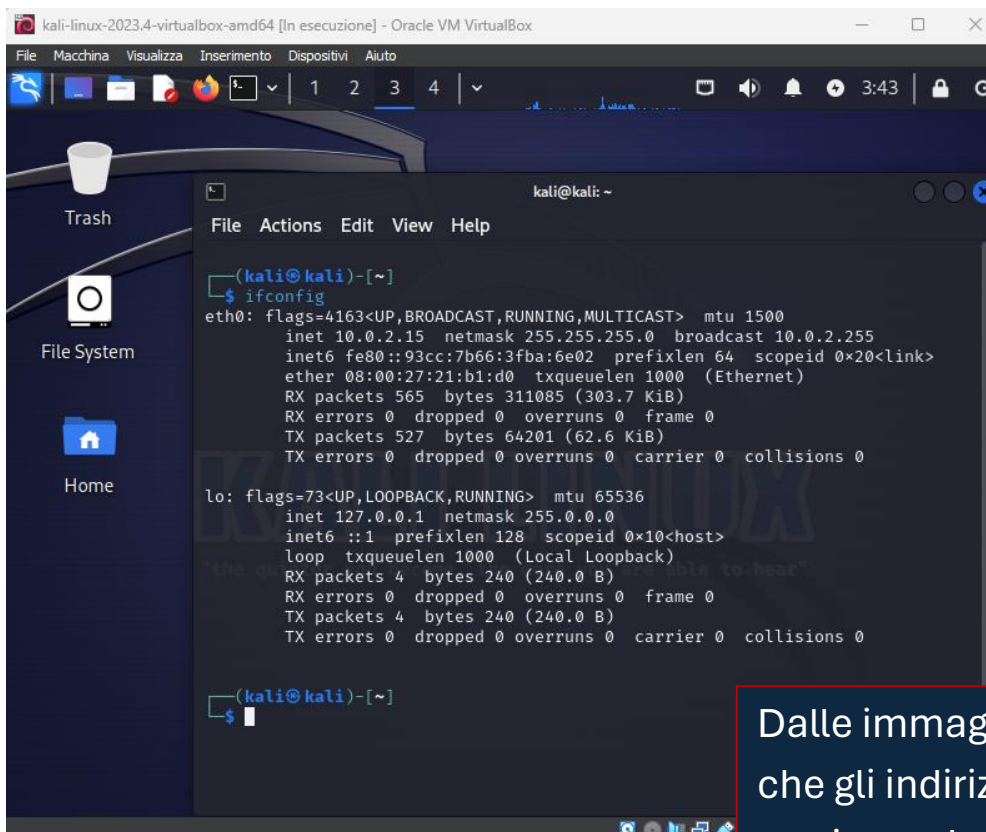 kali-linux-2023.4-virtualbox-amd64 [In esecuzione] - Oracle VM VirtualBox
File Macchina Visualizza Inserimento Dispositivi Aiuto
1 2 3 4 3:43
Trash
File System
Home
kali@kali: ~
File Actions Edit View Help
(kali㉿kali)-[~]
$ ifconfig
eth0: flags=4163<UP,BROADCAST,RUNNING,MULTICAST> mtu 1500
inet 10.0.2.15 netmask 255.255.255.0 broadcast 10.0.2.255
inet6 fe80::93cc:7b66:3fba:6e02 prefixlen 64 scopeid 0×20<link>
ether 08:00:27:21:b1:d0 txqueuelen 1000 (Ethernet)
RX packets 565 bytes 311085 (303.7 KiB)
RX errors 0 dropped 0 overruns 0 frame 0
TX packets 527 bytes 64201 (62.6 KiB)
TX errors 0 dropped 0 overruns 0 carrier 0 collisions 0
lo: flags=73<UP,LOOPBACK,RUNNING> mtu 65536
inet 127.0.0.1 netmask 255.0.0.0
inet6 ::1 prefixlen 128 scopeid 0×10<host>
loop txqueuelen 1000 (Local Loopback)
RX packets 4 bytes 240 (240.0 B)
RX errors 0 dropped 0 overruns 0 frame 0
TX packets 4 bytes 240 (240.0 B)
TX errors 0 dropped 0 overruns 0 carrier 0 collisions 0
(kali㉿kali)-[~]
$
KALI LINUX
"the able to hear"
Dalle immag
che gli indiriz